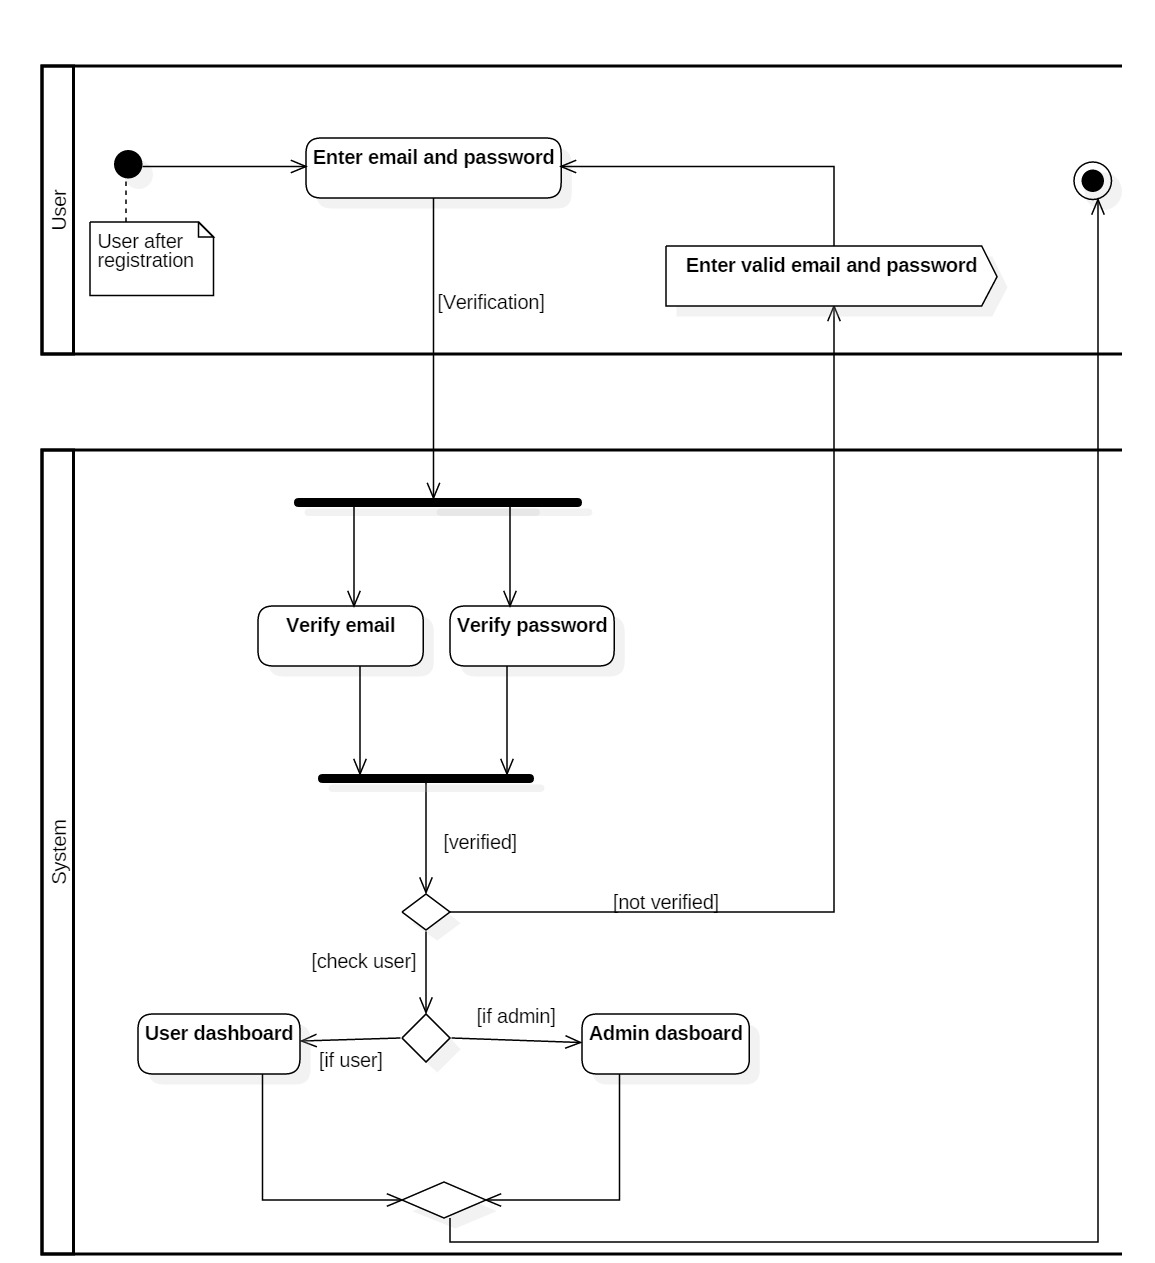 User
Enter email and password
User after
registration
Enter valid email and password
[Verification]
System
Verify email
Verify password
[verified]
[not verified]
[check user]
[if admin]
User dashboard
Admin dasboard
[if user]